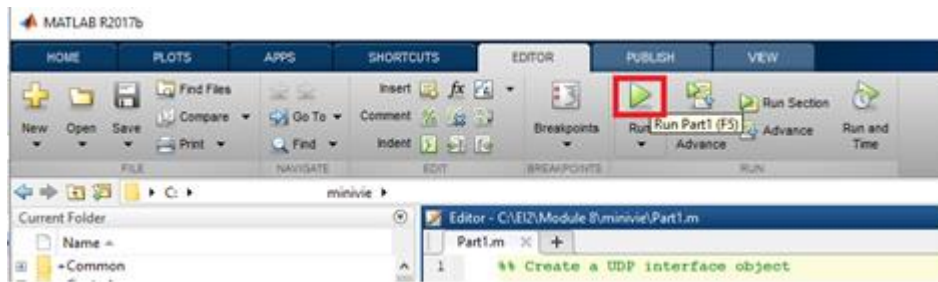 MATLAB R2017b
HOME PLOTS APPS SHORTCUTS EDITOR PUBLISH VIEW
New Open Save Find Files Compare Print
Go To Find
Insert fx Comment Indent
Breakpoints
Run Part1 (F5)
Advance
Run Section
Advance
Run and Time
FILE NAVIGATE EDIT BREAKPOINTS RUN
C: minivie
Current Folder
Editor - C:\EI2\Module 8\minivie\Part1.m
Name
Part1.m
+Common
1 %% Create a UDP interface object